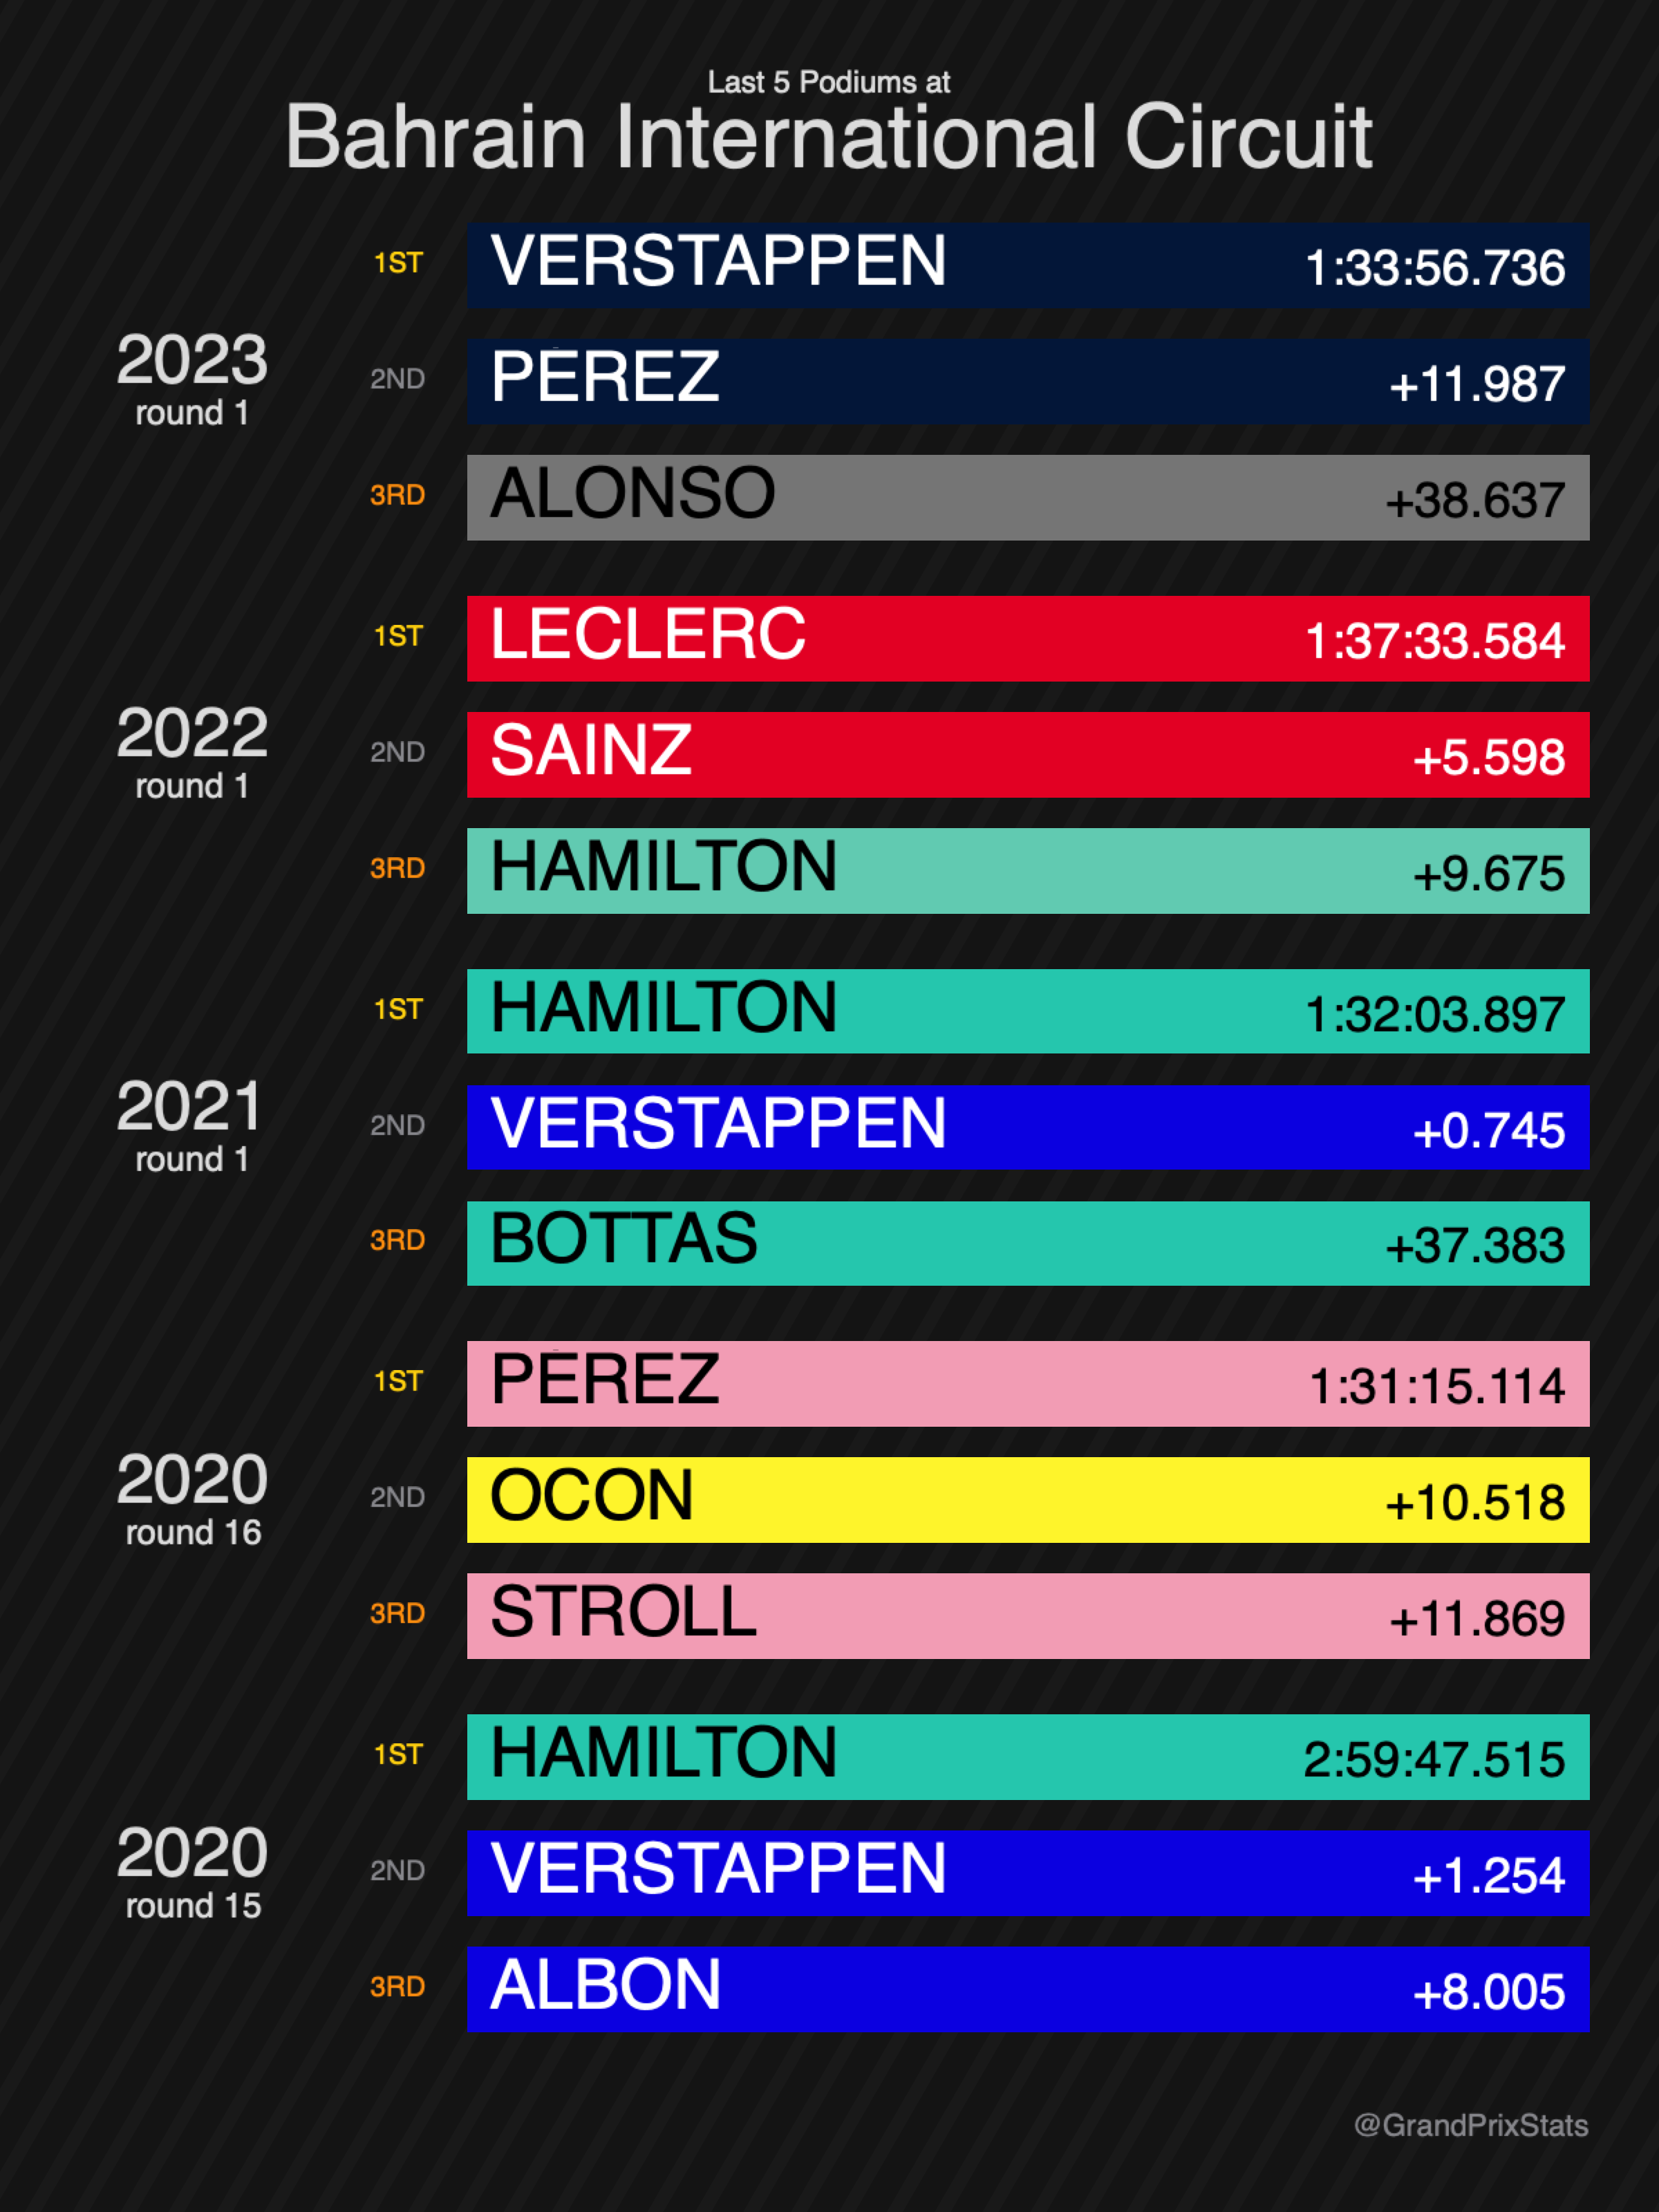 Last 5 Podiums at
Bahrain International Circuit
2023
round 1
1ST VERSTAPPEN 1:33:56.736
2ND PÉREZ +11.987
3RD ALONSO +38.637
2022
round 1
1ST LECLERC 1:37:33.584
2ND SAINZ +5.598
3RD HAMILTON +9.675
2021
round 1
1ST HAMILTON 1:32:03.897
2ND VERSTAPPEN +0.745
3RD BOTTAS +37.383
2020
round 16
1ST PÉREZ 1:31:15.114
2ND OCON +10.518
3RD STROLL +11.869
2020
round 15
1ST HAMILTON 2:59:47.515
2ND VERSTAPPEN +1.254
3RD ALBON +8.005
@GrandPrixStats